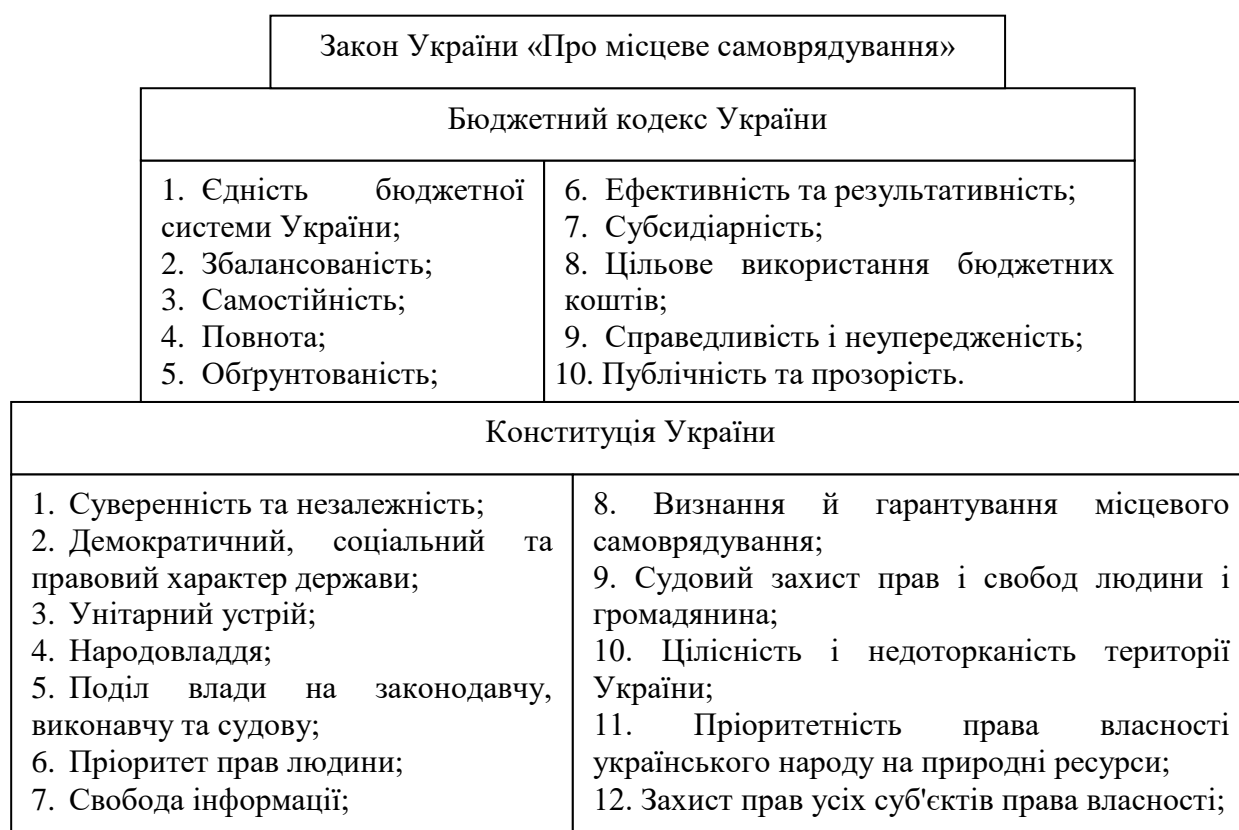 Закон України «Про місцеве самоврядування»
Бюджетний кодекс України
1. Єдність бюджетної
системи України;
2. Збалансованість;
3. Самостійність;
4. Повнота;
5. Обґрунтованість;
6. Ефективність та результативність;
7. Субсидіарність;
8. Цільове використання бюджетних
коштів;
9. Справедливість і неупередженість;
10. Публічність та прозорість.
Конституція України
1. Суверенність та незалежність;
2. Демократичний, соціальний та
правовий характер держави;
3. Унітарний устрій;
4. Народовладдя;
5. Поділ влади на законодавчу,
виконавчу та судову;
6. Пріоритет прав людини;
7. Свобода інформації;
8. Визнання й гарантування місцевого
самоврядування;
9. Судовий захист прав і свобод людини і
громадянина;
10. Цілісність і недоторканість території
України;
11. Пріоритетність права власності
українського народу на природні ресурси;
12. Захист прав усіх суб'єктів права власності;